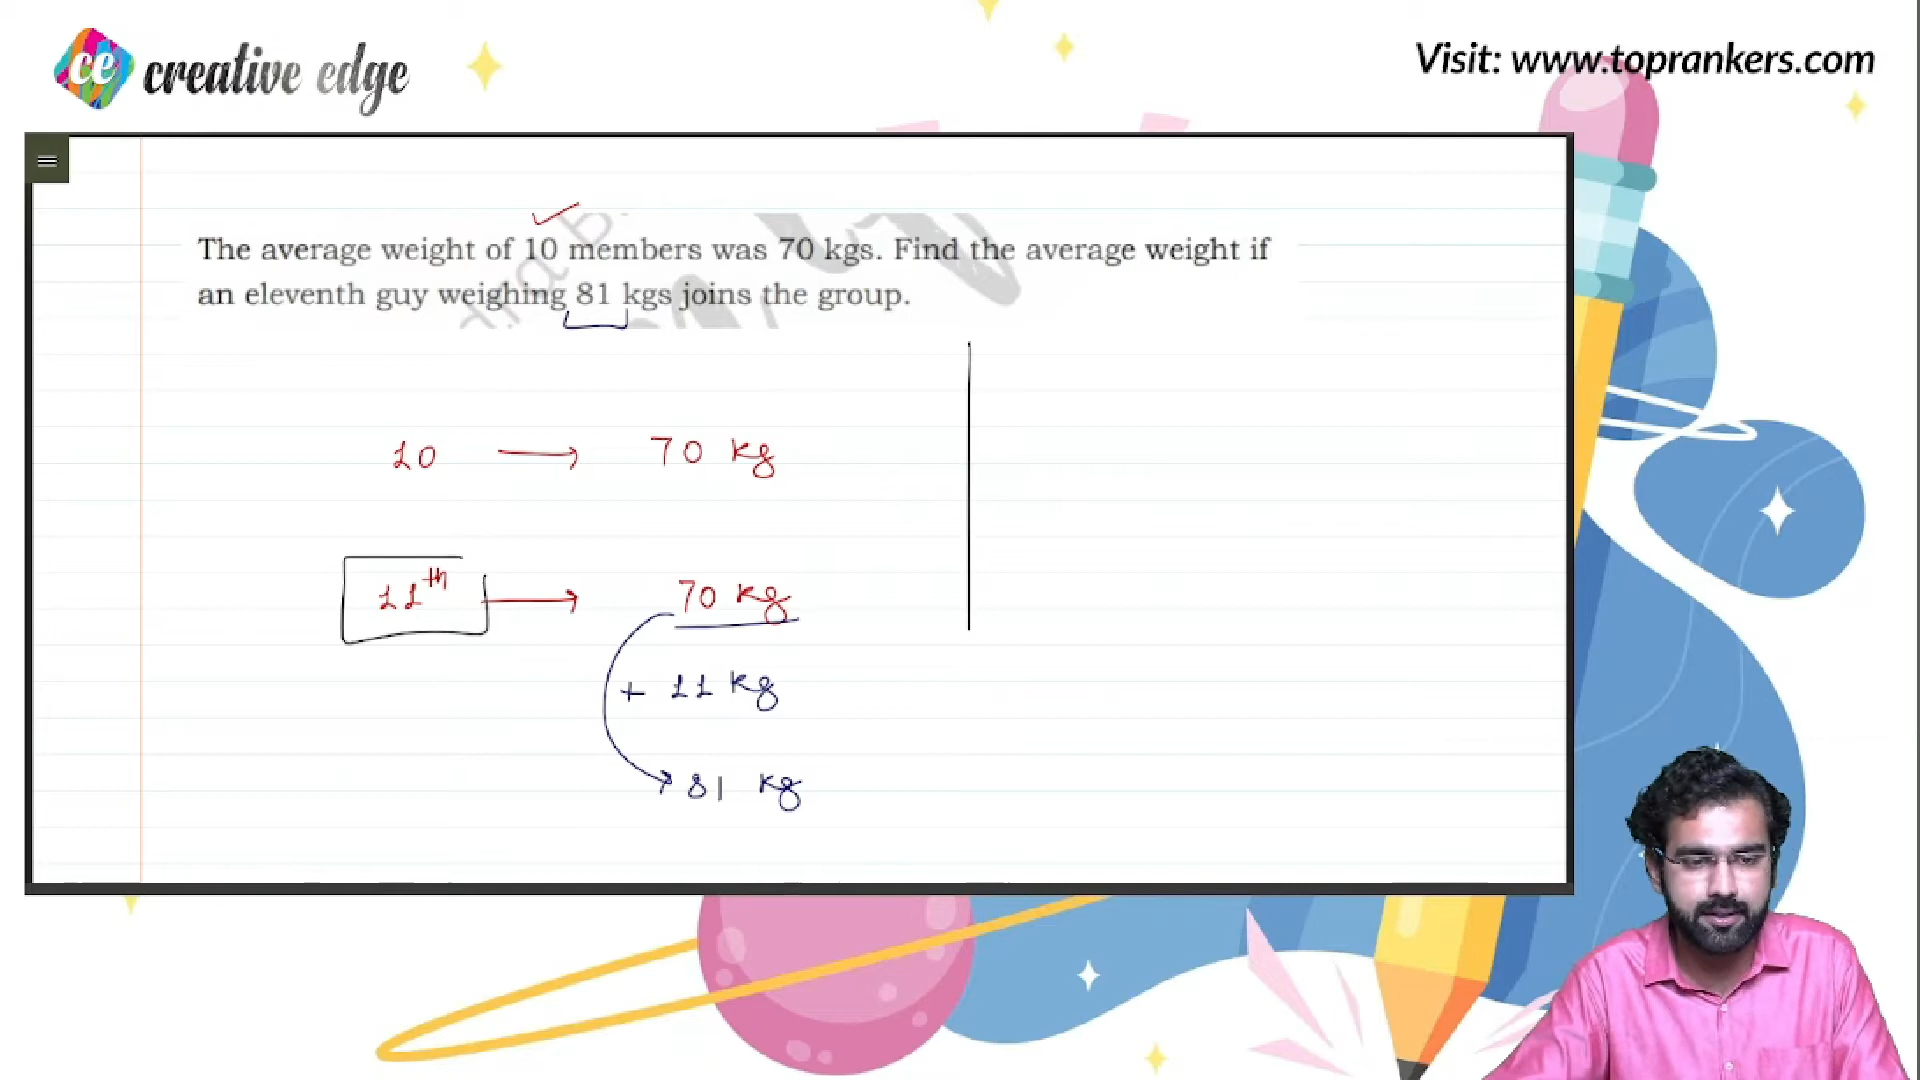 ce creative edge
Visit: www.toprankers.com
The average weight of 10 members was 70 kgs. Find the average weight if
an eleventh guy weighing 81 kgs joins the group.
10 → 70 kg
11th → 70 kg
+ 11 kg
81 kg